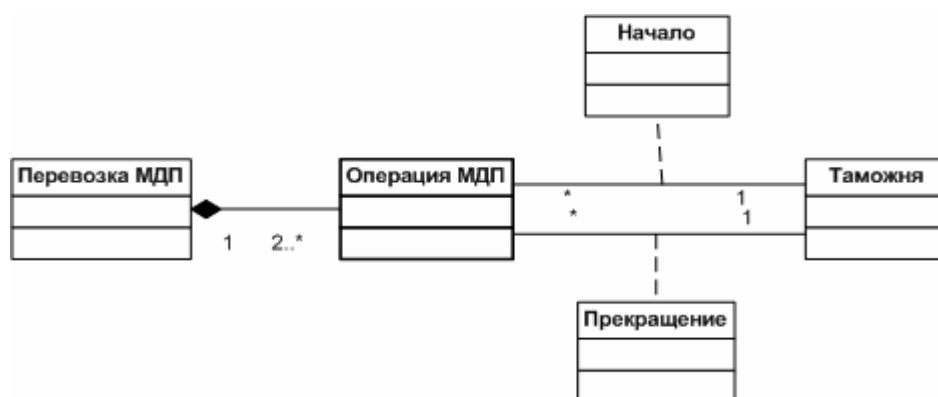 Начало
Перевозка МДП
Операция МДП
Таможня
* 1
* 1
1 2..*
Прекращение